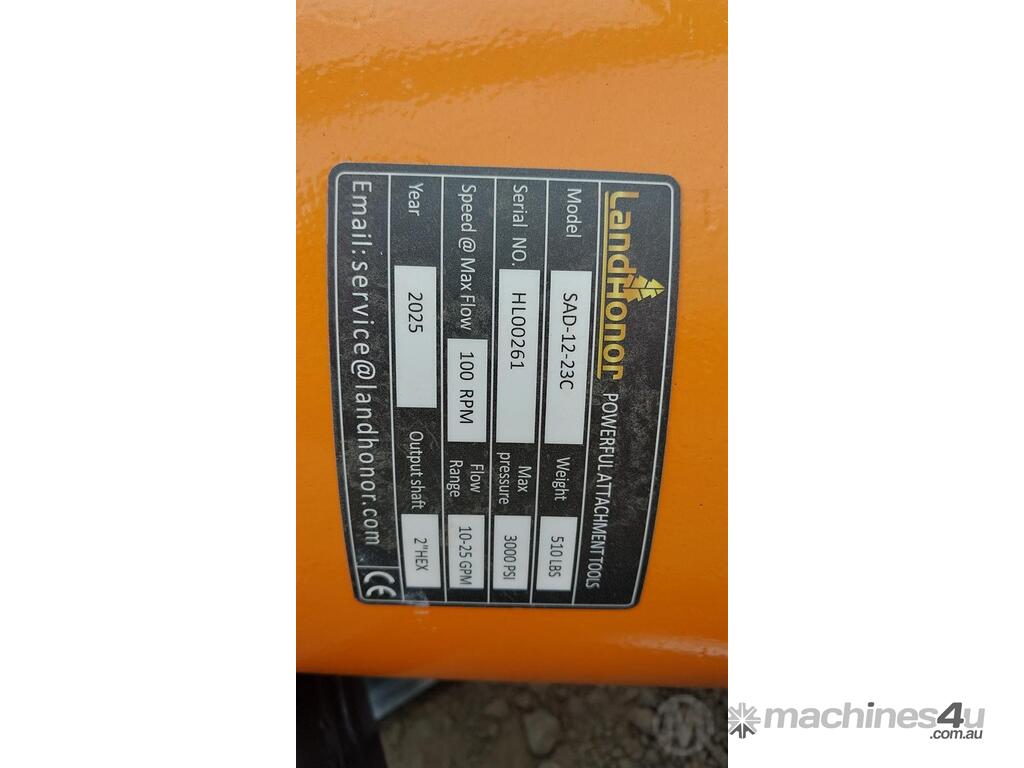 LandHonor POWERFUL ATTACHMENT TOOLS
Model SAD-12-23C Weight 510 LBS
Serial NO. HL00261 Max pressure 3000 PSI
Speed @ Max Flow 100 RPM Flow Range 10-25 GPM
Year 2025 Output shaft 2"HEX
Email: service@landhonor.com CE
machines4u
.com.au